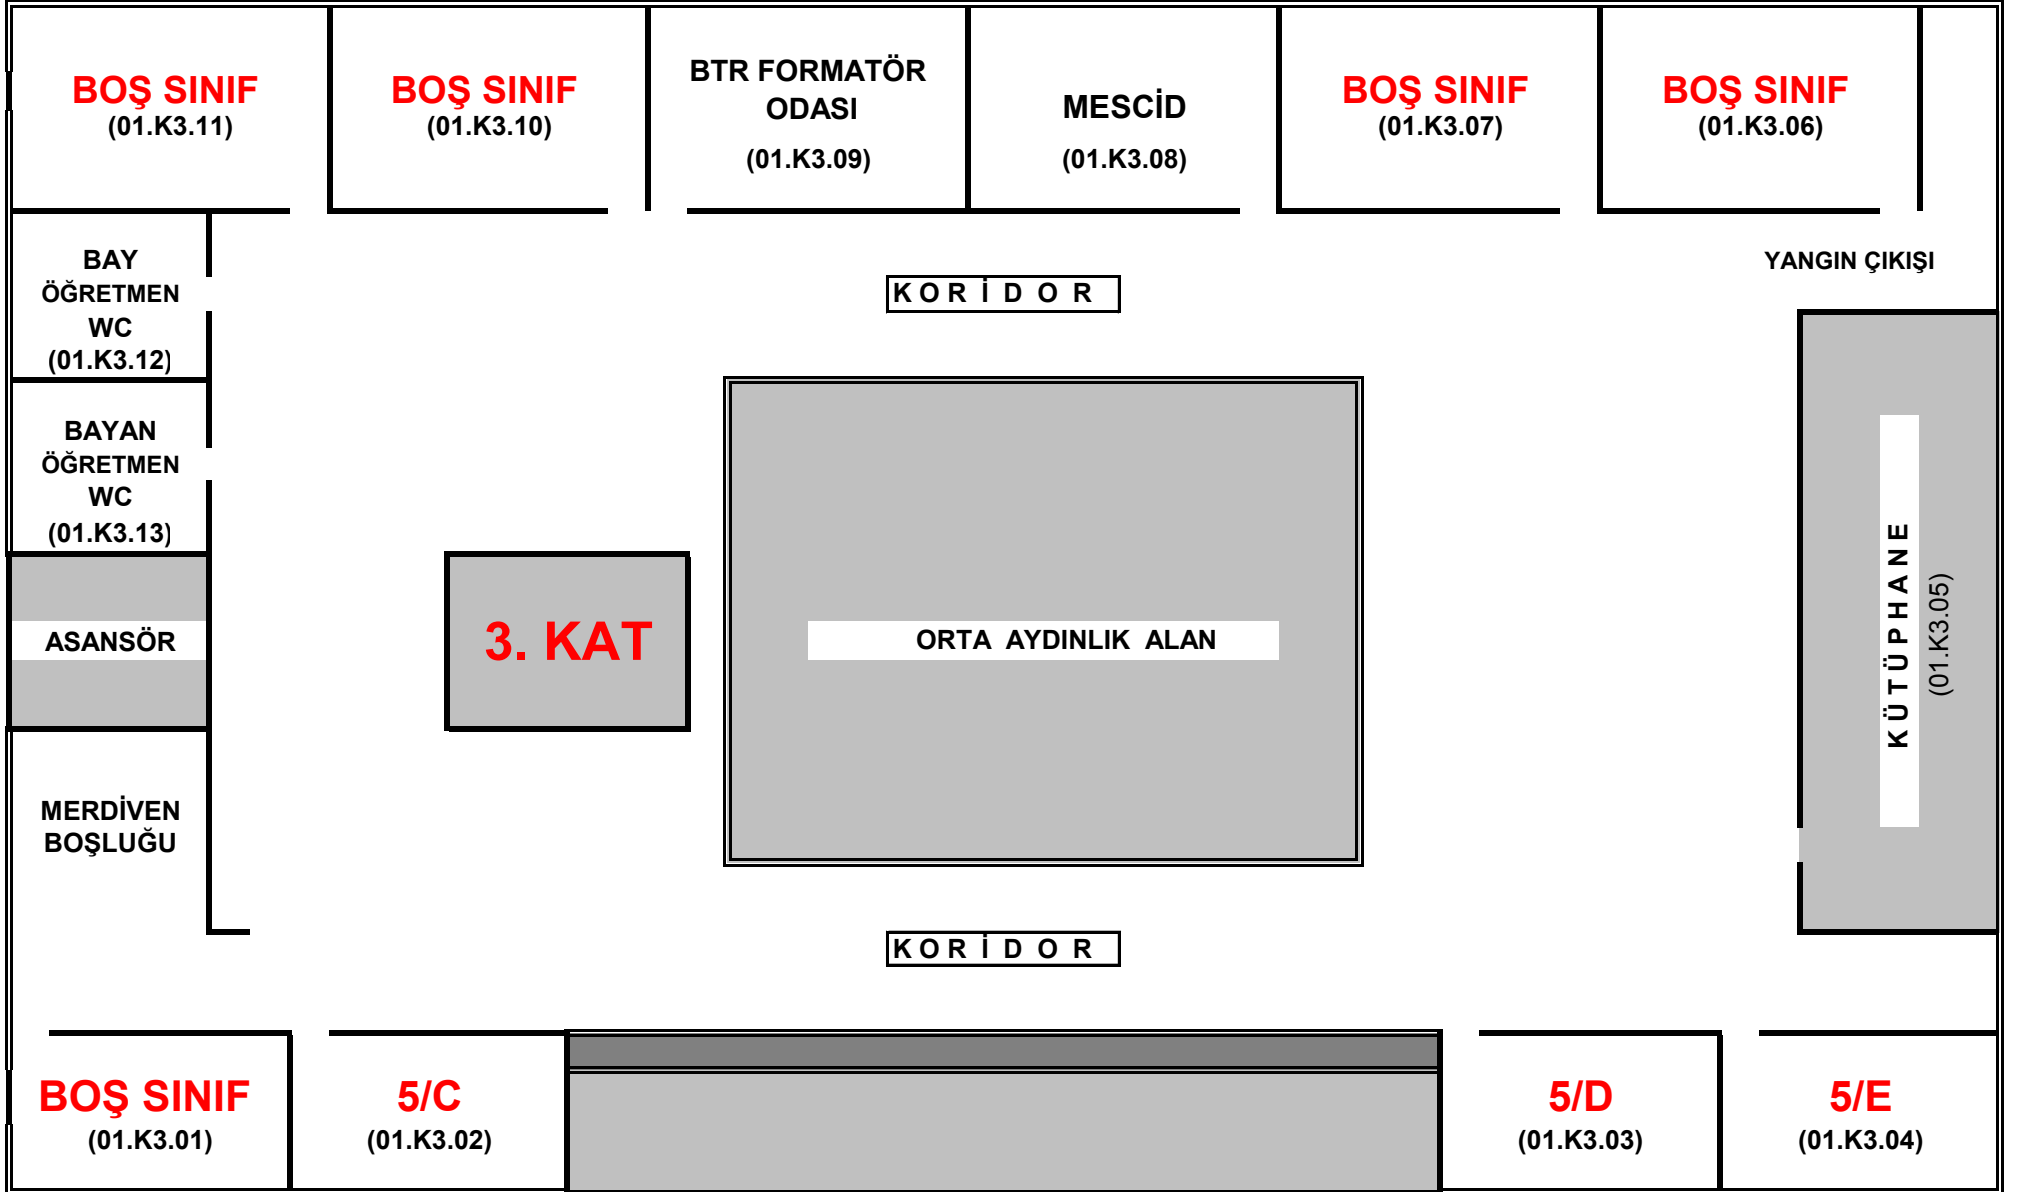 BOŞ SINIF
(01.K3.11)
BOŞ SINIF
(01.K3.10)
BTR FORMATÖR
ODASI
(01.K3.09)
MESCİD
(01.K3.08)
BOŞ SINIF
(01.K3.07)
BOŞ SINIF
(01.K3.06)
BAY
ÖĞRETMEN
WC
(01.K3.12)
KORİDOR
YANGIN ÇIKIŞI
BAYAN
ÖĞRETMEN
WC
(01.K3.13)
ASANSÖR
3. KAT
ORTA AYDINLIK ALAN
KÜTÜPHANE
(01.K3.05)
MERDİVEN
BOŞLUĞU
KORİDOR
BOŞ SINIF
(01.K3.01)
5/C
(01.K3.02)
5/D
(01.K3.03)
5/E
(01.K3.04)